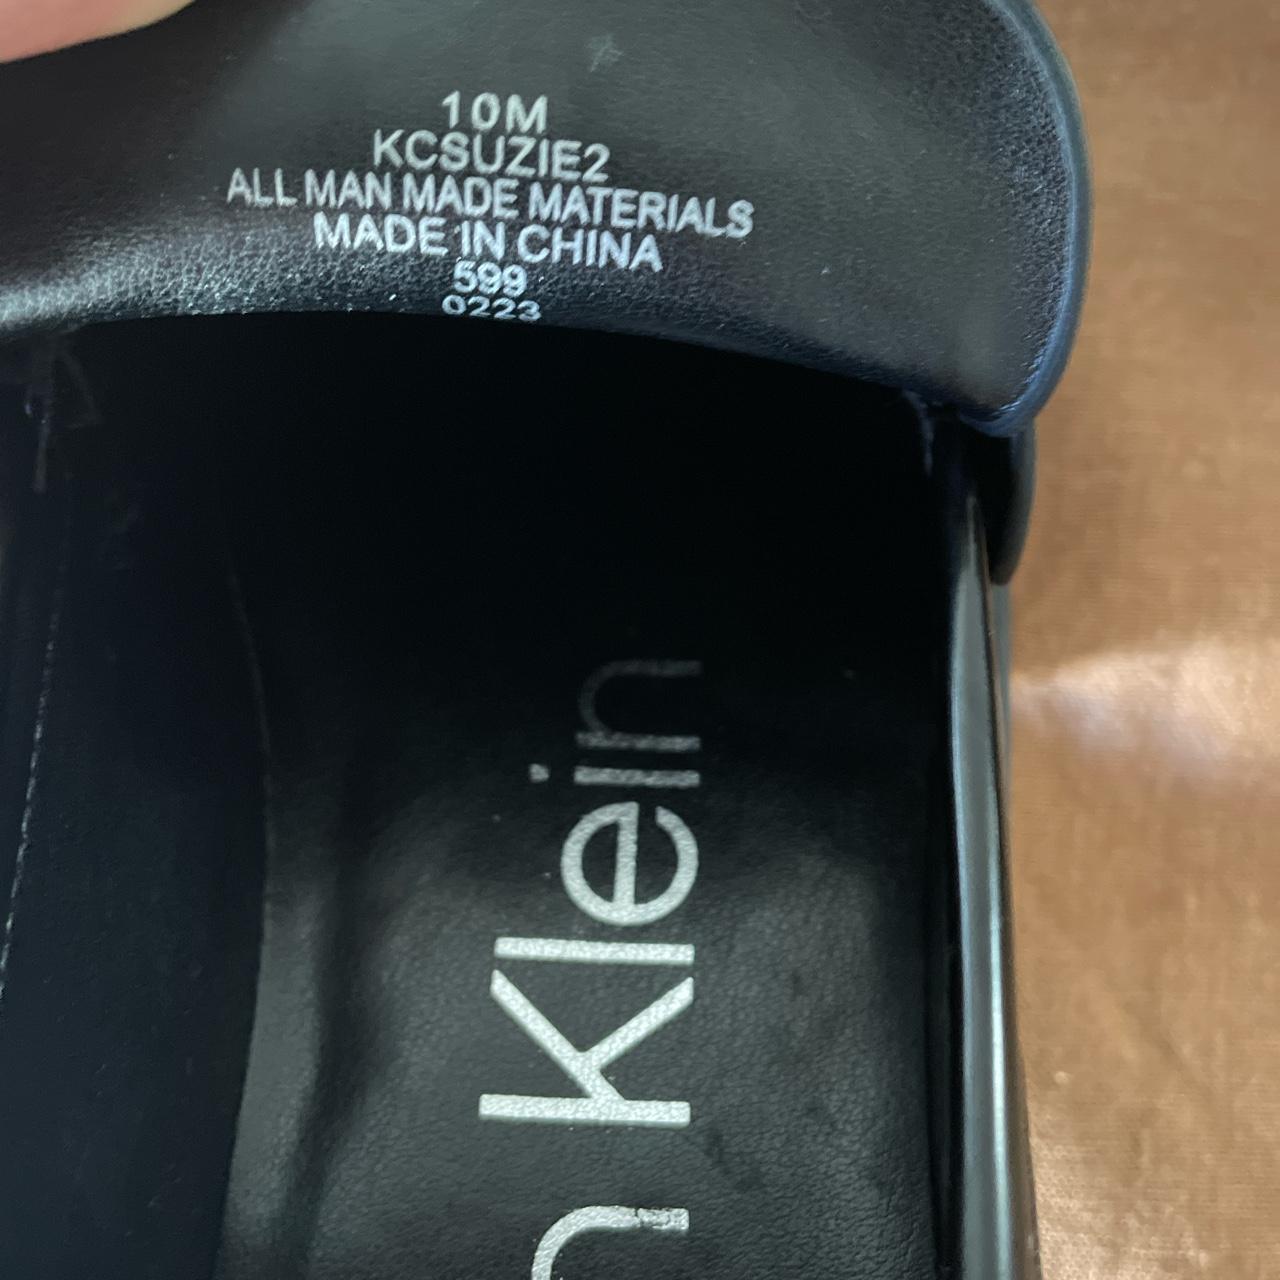 10M
KCSUZIE2
ALL MAN MADE MATERIALS
MADE IN CHINA
599
0223
n Klein